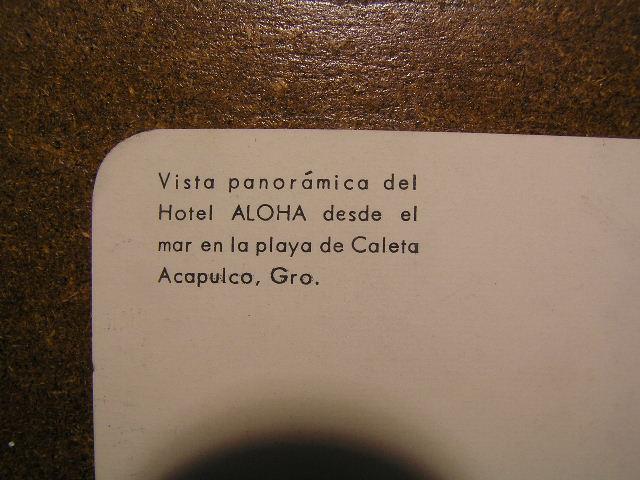 Vista panorámica del
Hotel ALOHA desde el
mar en la playa de Caleta
Acapulco, Gro.